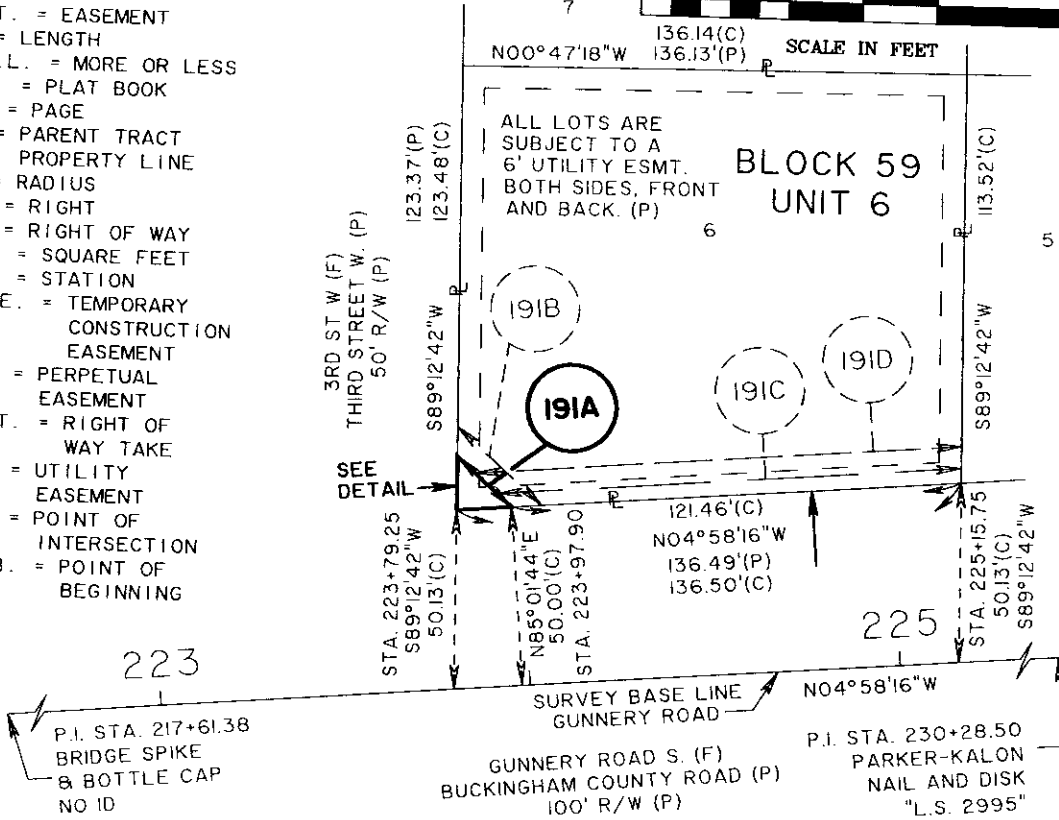 T. = EASEMENT
= LENGTH
.L. = MORE OR LESS
= PLAT BOOK
= PAGE
= PARENT TRACT
PROPERTY LINE
= RADIUS
= RIGHT
= RIGHT OF WAY
= SQUARE FEET
= STATION
E. = TEMPORARY
CONSTRUCTION
EASEMENT
= PERPETUAL
EASEMENT
T. = RIGHT OF
WAY TAKE
= UTILITY
EASEMENT
= POINT OF
INTERSECTION
B. = POINT OF
BEGINNING
7
SCALE IN FEET
136.14(C)
N00°47'18"W 136.13'(P)
PL
ALL LOTS ARE
SUBJECT TO A
6' UTILITY ESMT.
BOTH SIDES, FRONT
AND BACK. (P)
BLOCK 59
UNIT 6
6
5
123.37'(P)
123.48'(C)
PL
S89°12'42"W
3RD ST W (F)
THIRD STREET W. (P)
50' R/W (P)
113.52'(C)
PL
S89°12'42"W
191B
191A
191C
191D
SEE
DETAIL
PL
121.46'(C)
N04°58'16"W
136.49'(P)
136.50'(C)
STA. 223+79.25
S89°12'42"W
50.13'(C)
N85°01'44"E
50.00'(C)
STA. 223+97.90
STA. 225+15.75
50.13'(C)
S89°12'42"W
223
225
SURVEY BASE LINE
GUNNERY ROAD
N04°58'16"W
P.I. STA. 217+61.38
BRIDGE SPIKE
& BOTTLE CAP
NO ID
GUNNERY ROAD S. (F)
BUCKINGHAM COUNTY ROAD (P)
100' R/W (P)
P.I. STA. 230+28.50
PARKER-KALON
NAIL AND DISK
"L.S. 2995"